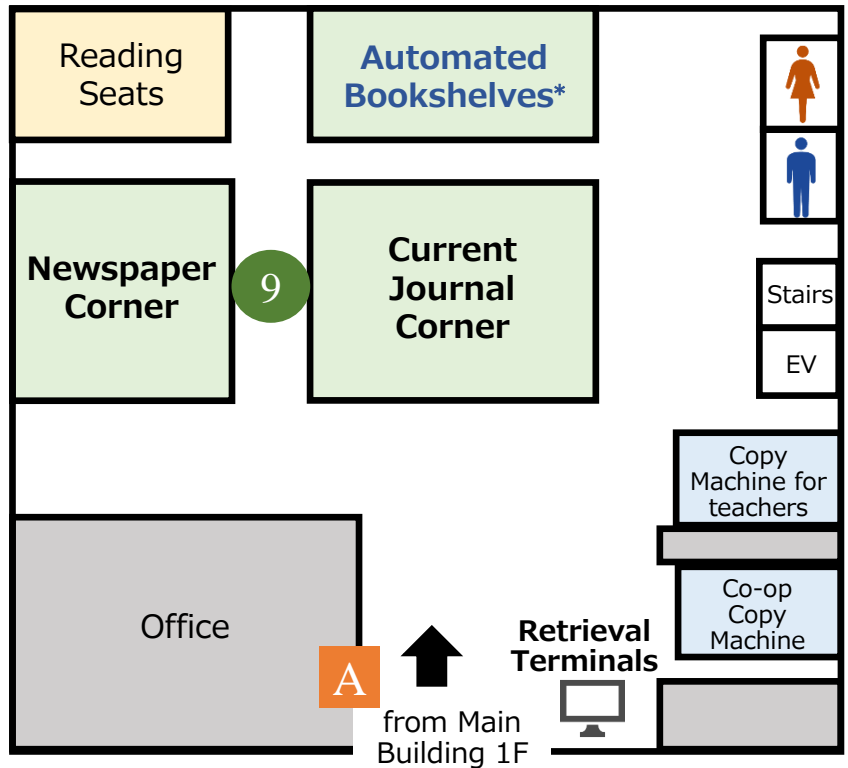 Reading
Seats
Automated
Bookshelves*
Newspaper
Corner
9
Current
Journal
Corner
Stairs
EV
Copy
Machine for
teachers
Office
Co-op
Copy
Machine
Retrieval
Terminals
A
from Main
Building 1F